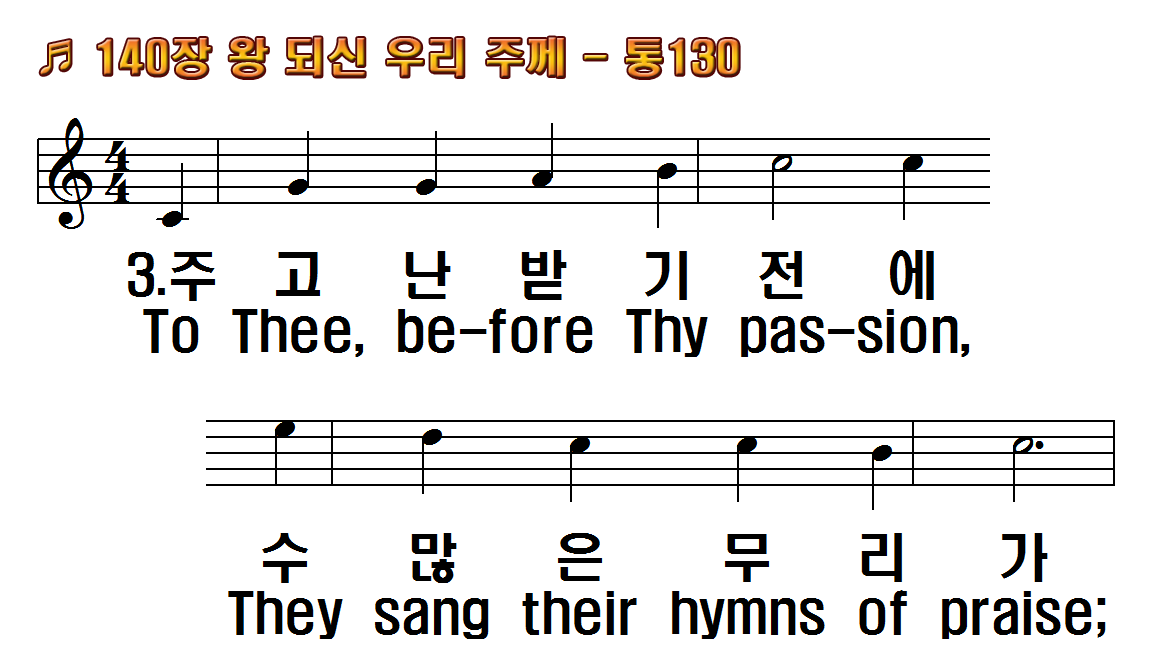 140장 왕 되신 우리 주께 - 통130
3.주 고 난 받 기 전 에
To Thee, be-fore Thy pas-sion,
수 많 은 무 리 가
They sang their hymns of praise;